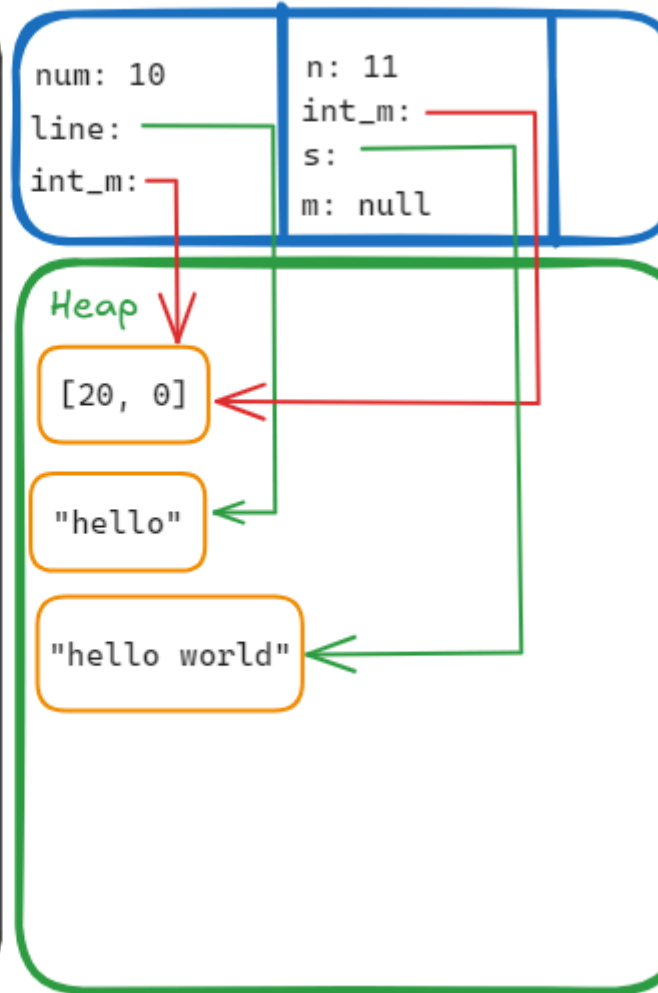 num: 10
line:
int_m:
n: 11
int_m:
s:
m: null
Heap
[20, 0]
"hello"
"hello world"